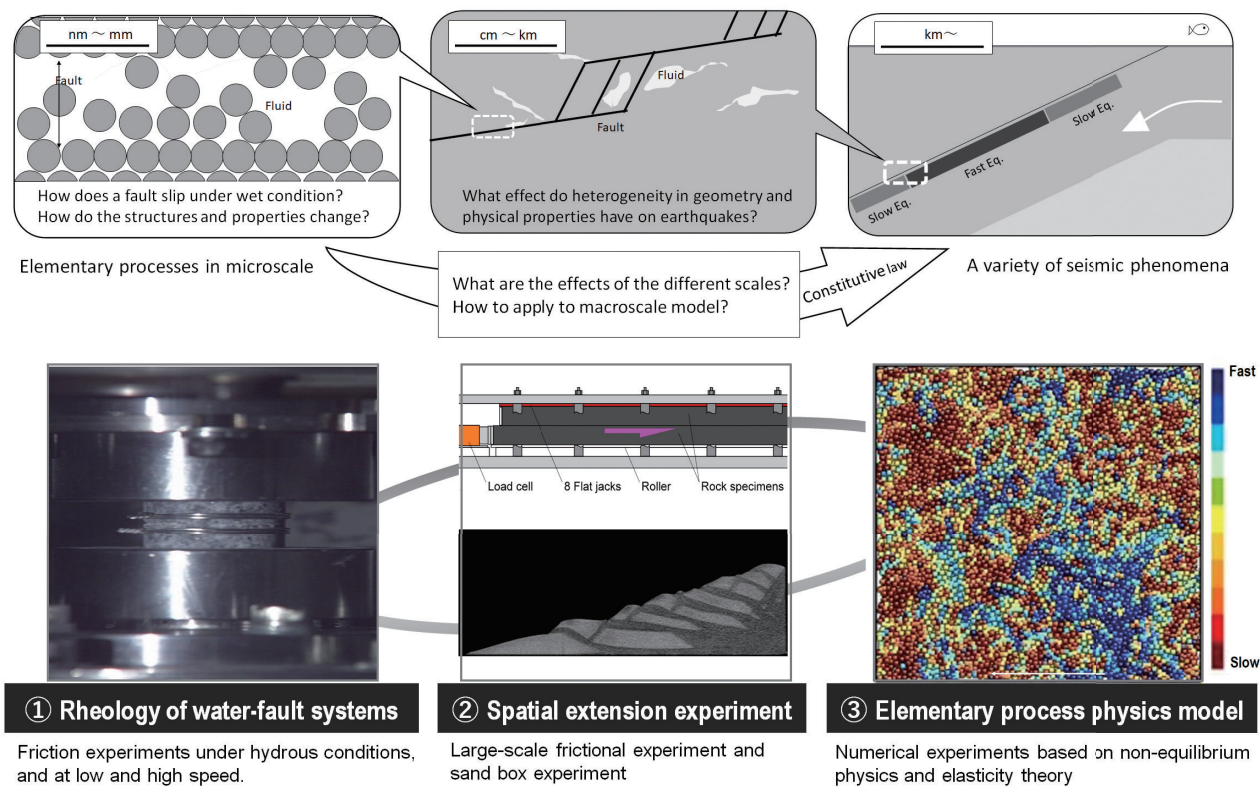 nm～mm
Fault
Fluid
How does a fault slip under wet condition?
How do the structures and properties change?
cm～km
Fluid
Fault
What effect do heterogeneity in geometry and
physical properties have on earthquakes?
km～
Slow Eq.
Fast Eq.
Slow Eq.
Elementary processes in microscale
What are the effects of the different scales?
How to apply to macroscale model?
Constitutive law
A variety of seismic phenomena
Load cell
8 Flat jacks
Roller
Rock specimens
Fast
Slow
① Rheology of water-fault systems
Friction experiments under hydrous conditions,
and at low and high speed.
② Spatial extension experiment
Large-scale frictional experiment and
sand box experiment
③ Elementary process physics model
Numerical experiments based on non-equilibrium
physics and elasticity theory